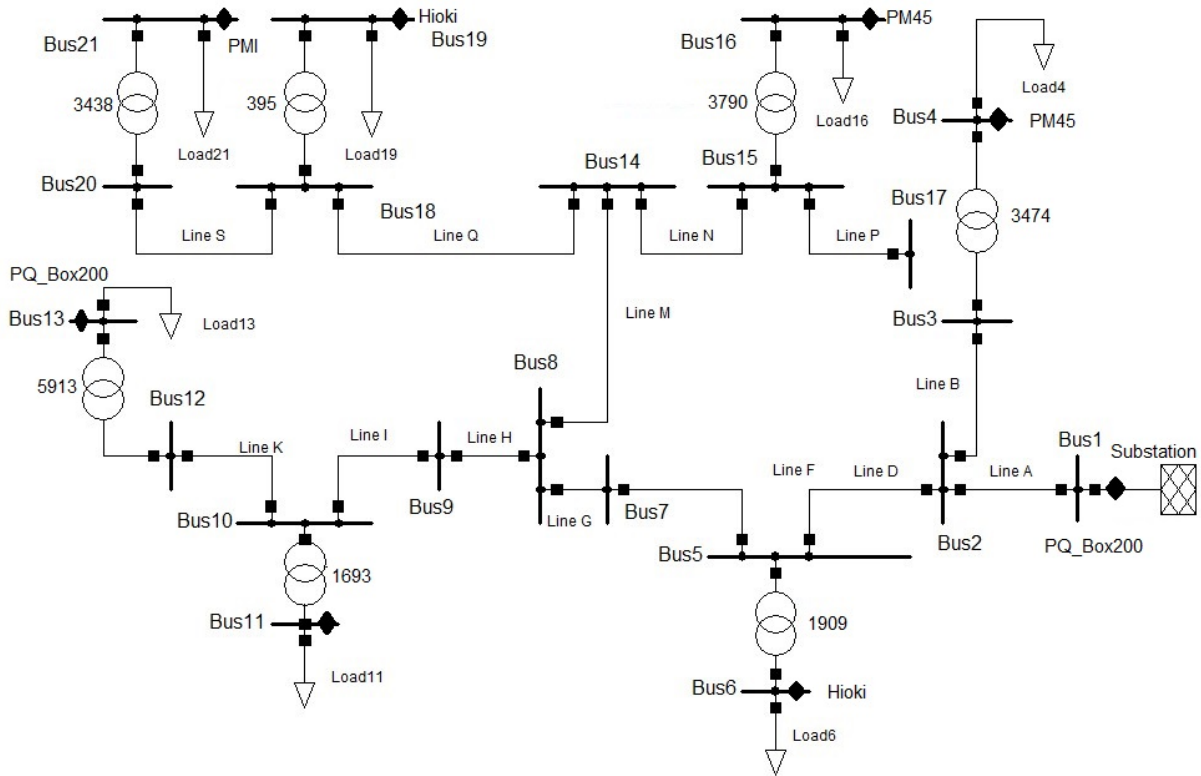 Bus21
PMI
Hioki
Bus19
Bus16
PM45
3438
395
3790
Load21
Load19
Load16
Load4
Bus4
PM45
Bus20
Bus18
Bus14
Bus15
Bus17
3474
Line S
Line Q
Line N
Line P
PQ_Box200
Bus13
Load13
Line M
Bus3
5913
Bus12
Bus8
Line B
Line K
Line I
Line H
Bus9
Line G
Bus7
Line F
Line D
Line A
Bus1
Substation
Bus10
Bus5
Bus2
PQ_Box200
1693
Bus11
1909
Load11
Bus6
Hioki
Load6